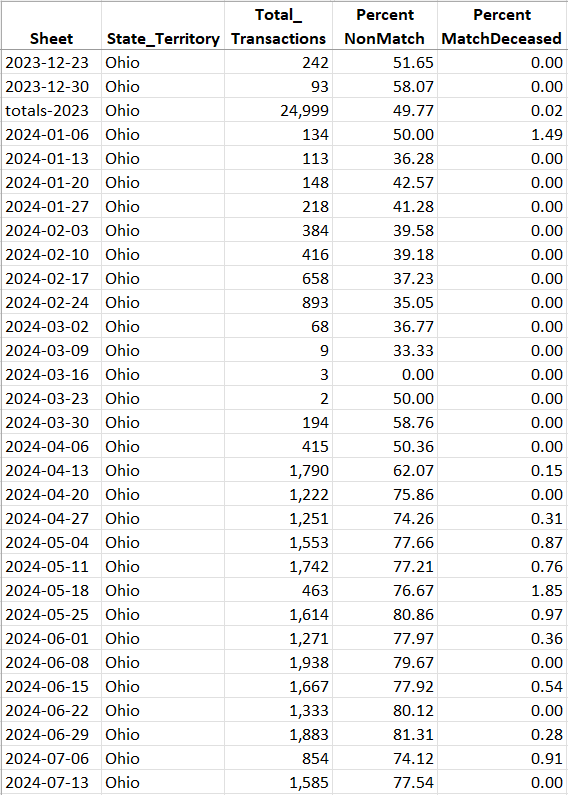 Total_ Percent Percent
Sheet State_Territory Transactions NonMatch MatchDeceased
2023-12-23 Ohio 242 51.65 0.00
2023-12-30 Ohio 93 58.07 0.00
totals-2023 Ohio 24,999 49.77 0.02
2024-01-06 Ohio 134 50.00 1.49
2024-01-13 Ohio 113 36.28 0.00
2024-01-20 Ohio 148 42.57 0.00
2024-01-27 Ohio 218 41.28 0.00
2024-02-03 Ohio 384 39.58 0.00
2024-02-10 Ohio 416 39.18 0.00
2024-02-17 Ohio 658 37.23 0.00
2024-02-24 Ohio 893 35.05 0.00
2024-03-02 Ohio 68 36.77 0.00
2024-03-09 Ohio 9 33.33 0.00
2024-03-16 Ohio 3 0.00 0.00
2024-03-23 Ohio 2 50.00 0.00
2024-03-30 Ohio 194 58.76 0.00
2024-04-06 Ohio 415 50.36 0.00
2024-04-13 Ohio 1,790 62.07 0.15
2024-04-20 Ohio 1,222 75.86 0.00
2024-04-27 Ohio 1,251 74.26 0.31
2024-05-04 Ohio 1,553 77.66 0.87
2024-05-11 Ohio 1,742 77.21 0.76
2024-05-18 Ohio 463 76.67 1.85
2024-05-25 Ohio 1,614 80.86 0.97
2024-06-01 Ohio 1,271 77.97 0.36
2024-06-08 Ohio 1,938 79.67 0.00
2024-06-15 Ohio 1,667 77.92 0.54
2024-06-22 Ohio 1,333 80.12 0.00
2024-06-29 Ohio 1,883 81.31 0.28
2024-07-06 Ohio 854 74.12 0.91
2024-07-13 Ohio 1,585 77.54 0.00